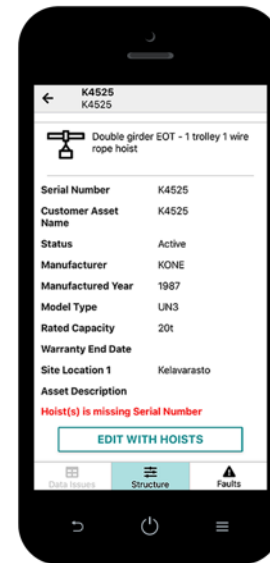 K4525
K4525
Double girder EOT - 1 trolley 1 wire
rope hoist
Serial Number K4525
Customer Asset K4525
Name
Status Active
Manufacturer KONE
Manufactured Year 1987
Model Type UN3
Rated Capacity 20t
Warranty End Date
Site Location 1 Kelavarasto
Asset Description
Hoist(s) is missing Serial Number
EDIT WITH HOISTS
Data Issues Structure Faults